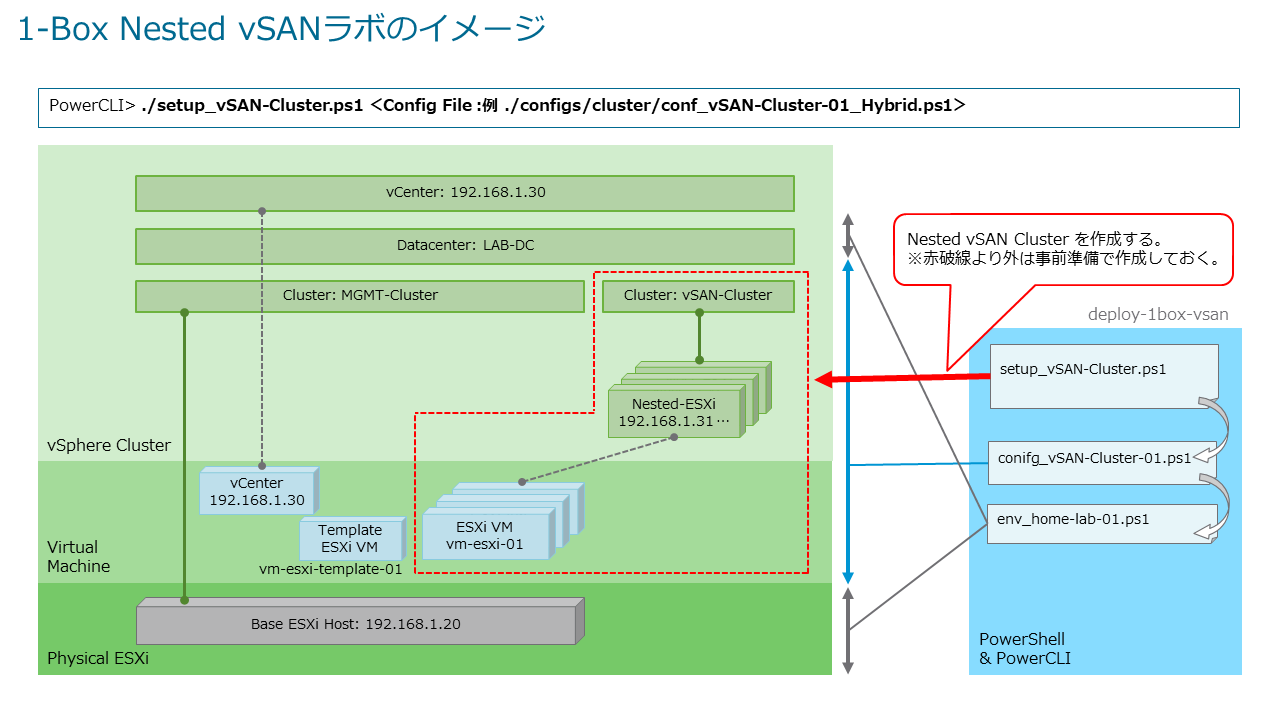 1-Box Nested vSANラボのイメージ
PowerCLI> ./setup_vSAN-Cluster.ps1 <Config File :例 ./configs/cluster/conf_vSAN-Cluster-01_Hybrid.ps1>
vCenter: 192.168.1.30
Datacenter: LAB-DC
Cluster: MGMT-Cluster
Cluster: vSAN-Cluster
Nested-ESXi
192.168.1.31…
vSphere Cluster
vCenter
192.168.1.30
Template
ESXi VM
vm-esxi-template-01
ESXi VM
vm-esxi-01
Virtual
Machine
Base ESXi Host: 192.168.1.20
Physical ESXi
Nested vSAN Cluster を作成する。
※赤破線より外は事前準備で作成しておく。
deploy-1box-vsan
setup_vSAN-Cluster.ps1
conifg_vSAN-Cluster-01.ps1
env_home-lab-01.ps1
PowerShell
& PowerCLI